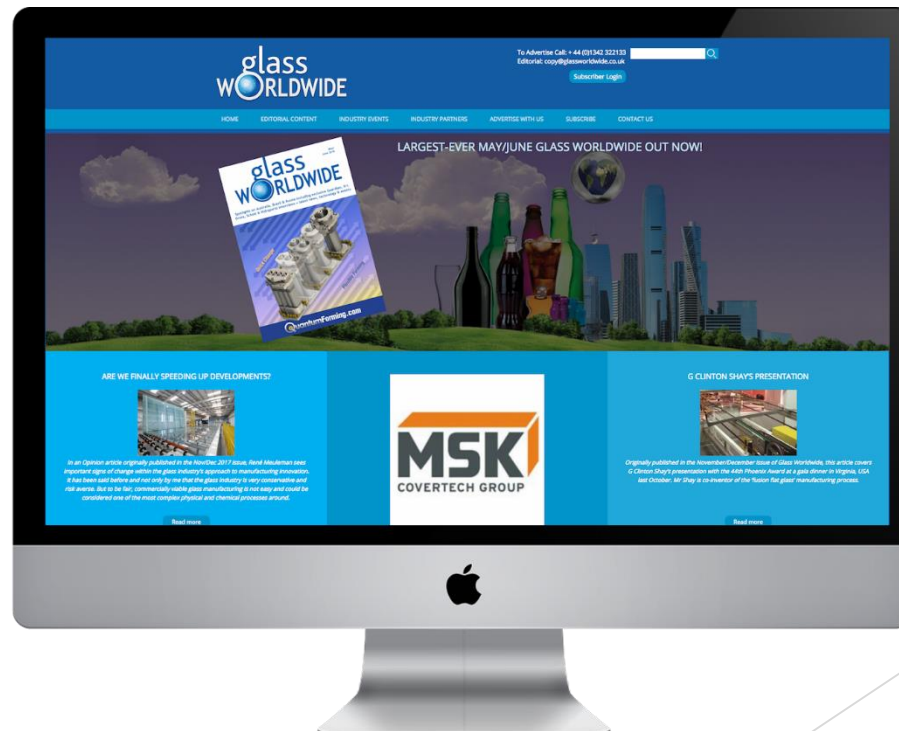 glass
WORLDWIDE
To Advertise Call: + 44 (0)1342 322133
Editorial: copy@glassworldwide.co.uk
Subscriber Login
HOME EDITORIAL CONTENT INDUSTRY EVENTS INDUSTRY PARTNERS ADVERTISE WITH US SUBSCRIBE CONTACT US
LARGEST-EVER MAY/JUNE GLASS WORLDWIDE OUT NOW!
glass
WORLDWIDE
QuantumForming.com
ARE WE FINALLY SPEEDING UP DEVELOPMENTS?
In an Opinion article originally published in the Nov/Dec 2017 issue, René Meuleman sees
important signs of change within the glass industry's approach to manufacturing innovation.
It has been said before and not only by me that the glass industry is very conservative and
risk averse. But to be fair, commercially viable glass manufacturing is not easy and could be
considered one of the most complex physical and chemical processes around.
Read more
MSK
COVERTECH GROUP
G CLINTON SHAY'S PRESENTATION
Originally published in the November/December issue of Glass Worldwide, this article covers
G Clinton Shay's presentation with the 44th Phoenix Award at a gala dinner in Virginia, USA
last October. Mr Shay is co-inventor of the 'fusion flat glass' manufacturing process.
Read more